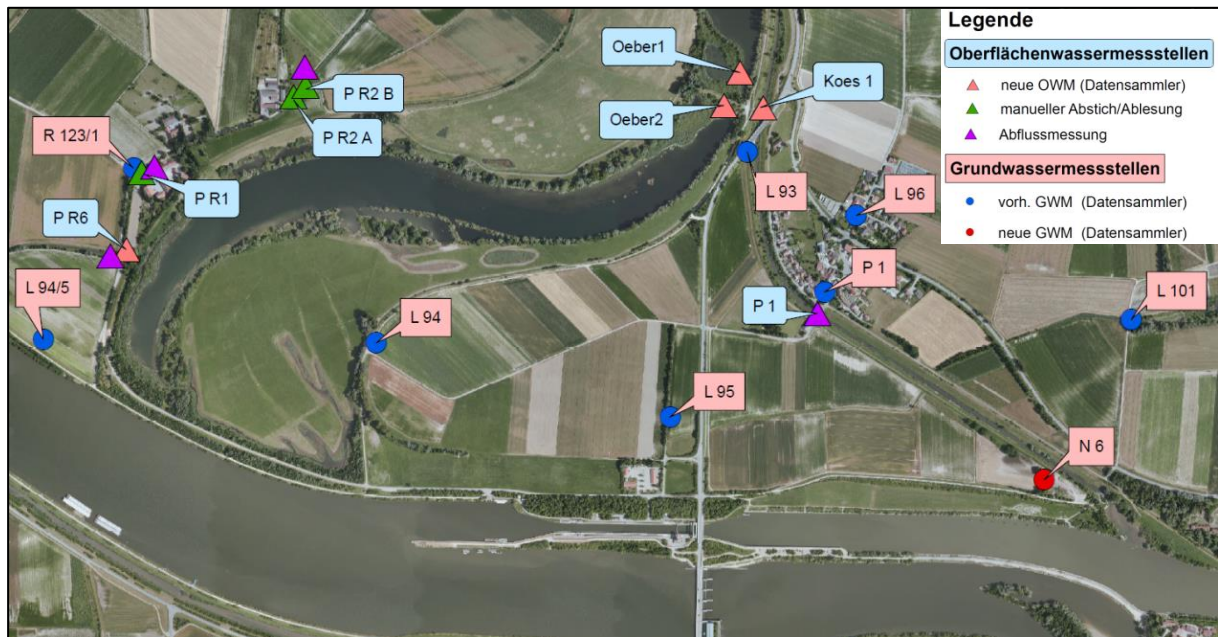 Legende
Oberflächenwassermessstellen
neue OWM (Datensammler)
manueller Abstich/Ablesung
Abflussmessung
Grundwassermessstellen
vorh. GWM (Datensammler)
neue GWM (Datensammler)
Oeber1
Koes 1
Oeber2
P R2 B
P R2 A
R 123/1
P R1
P R6
L 94/5
L 94
L 93
L 96
P 1
P 1
L 101
L 95
N 6